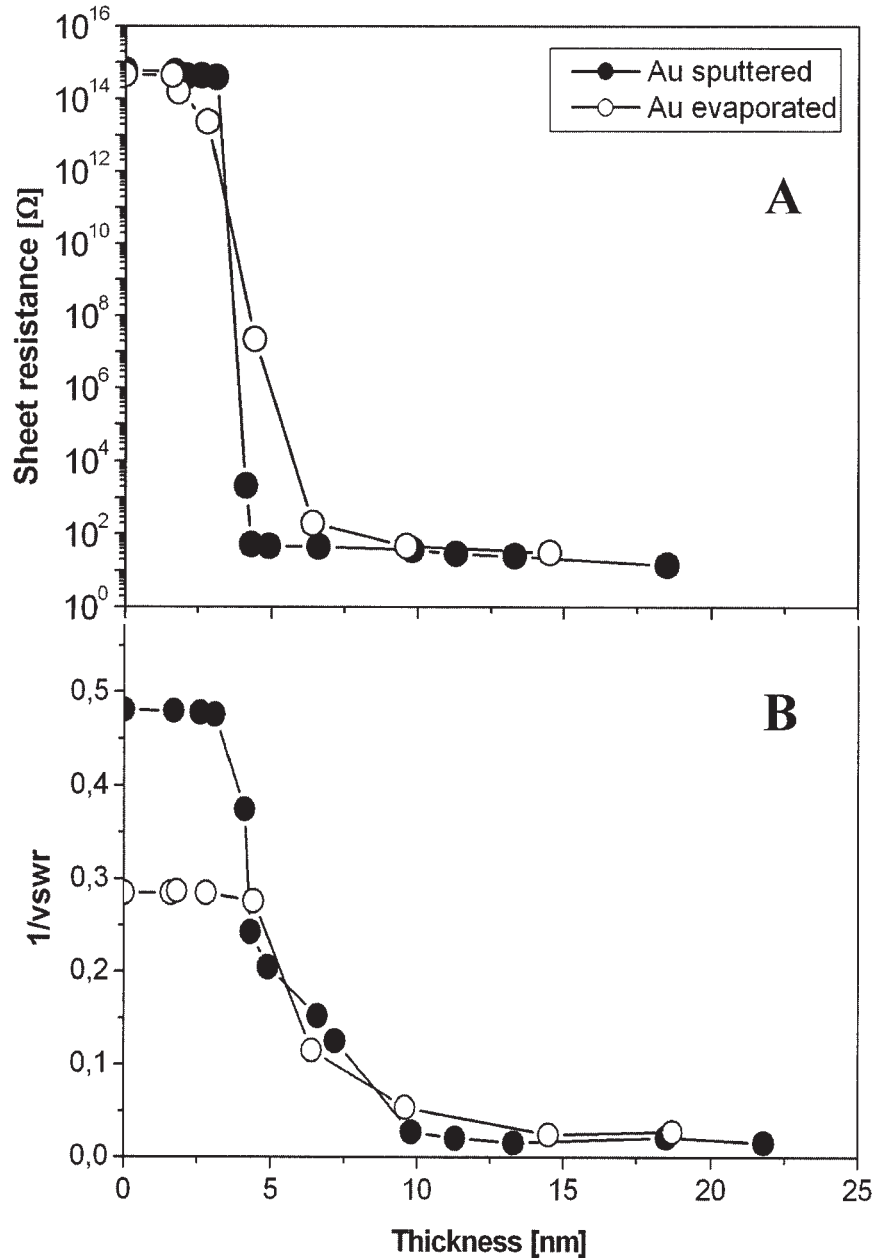 10^16
10^14
10^12
10^10
10^8
10^6
10^4
10^2
10^0
Sheet resistance [Ω]
Au sputtered
Au evaporated
A
0,5
0,4
0,3
0,2
0,1
0,0
1/vswr
B
0 5 10 15 20 25
Thickness [nm]